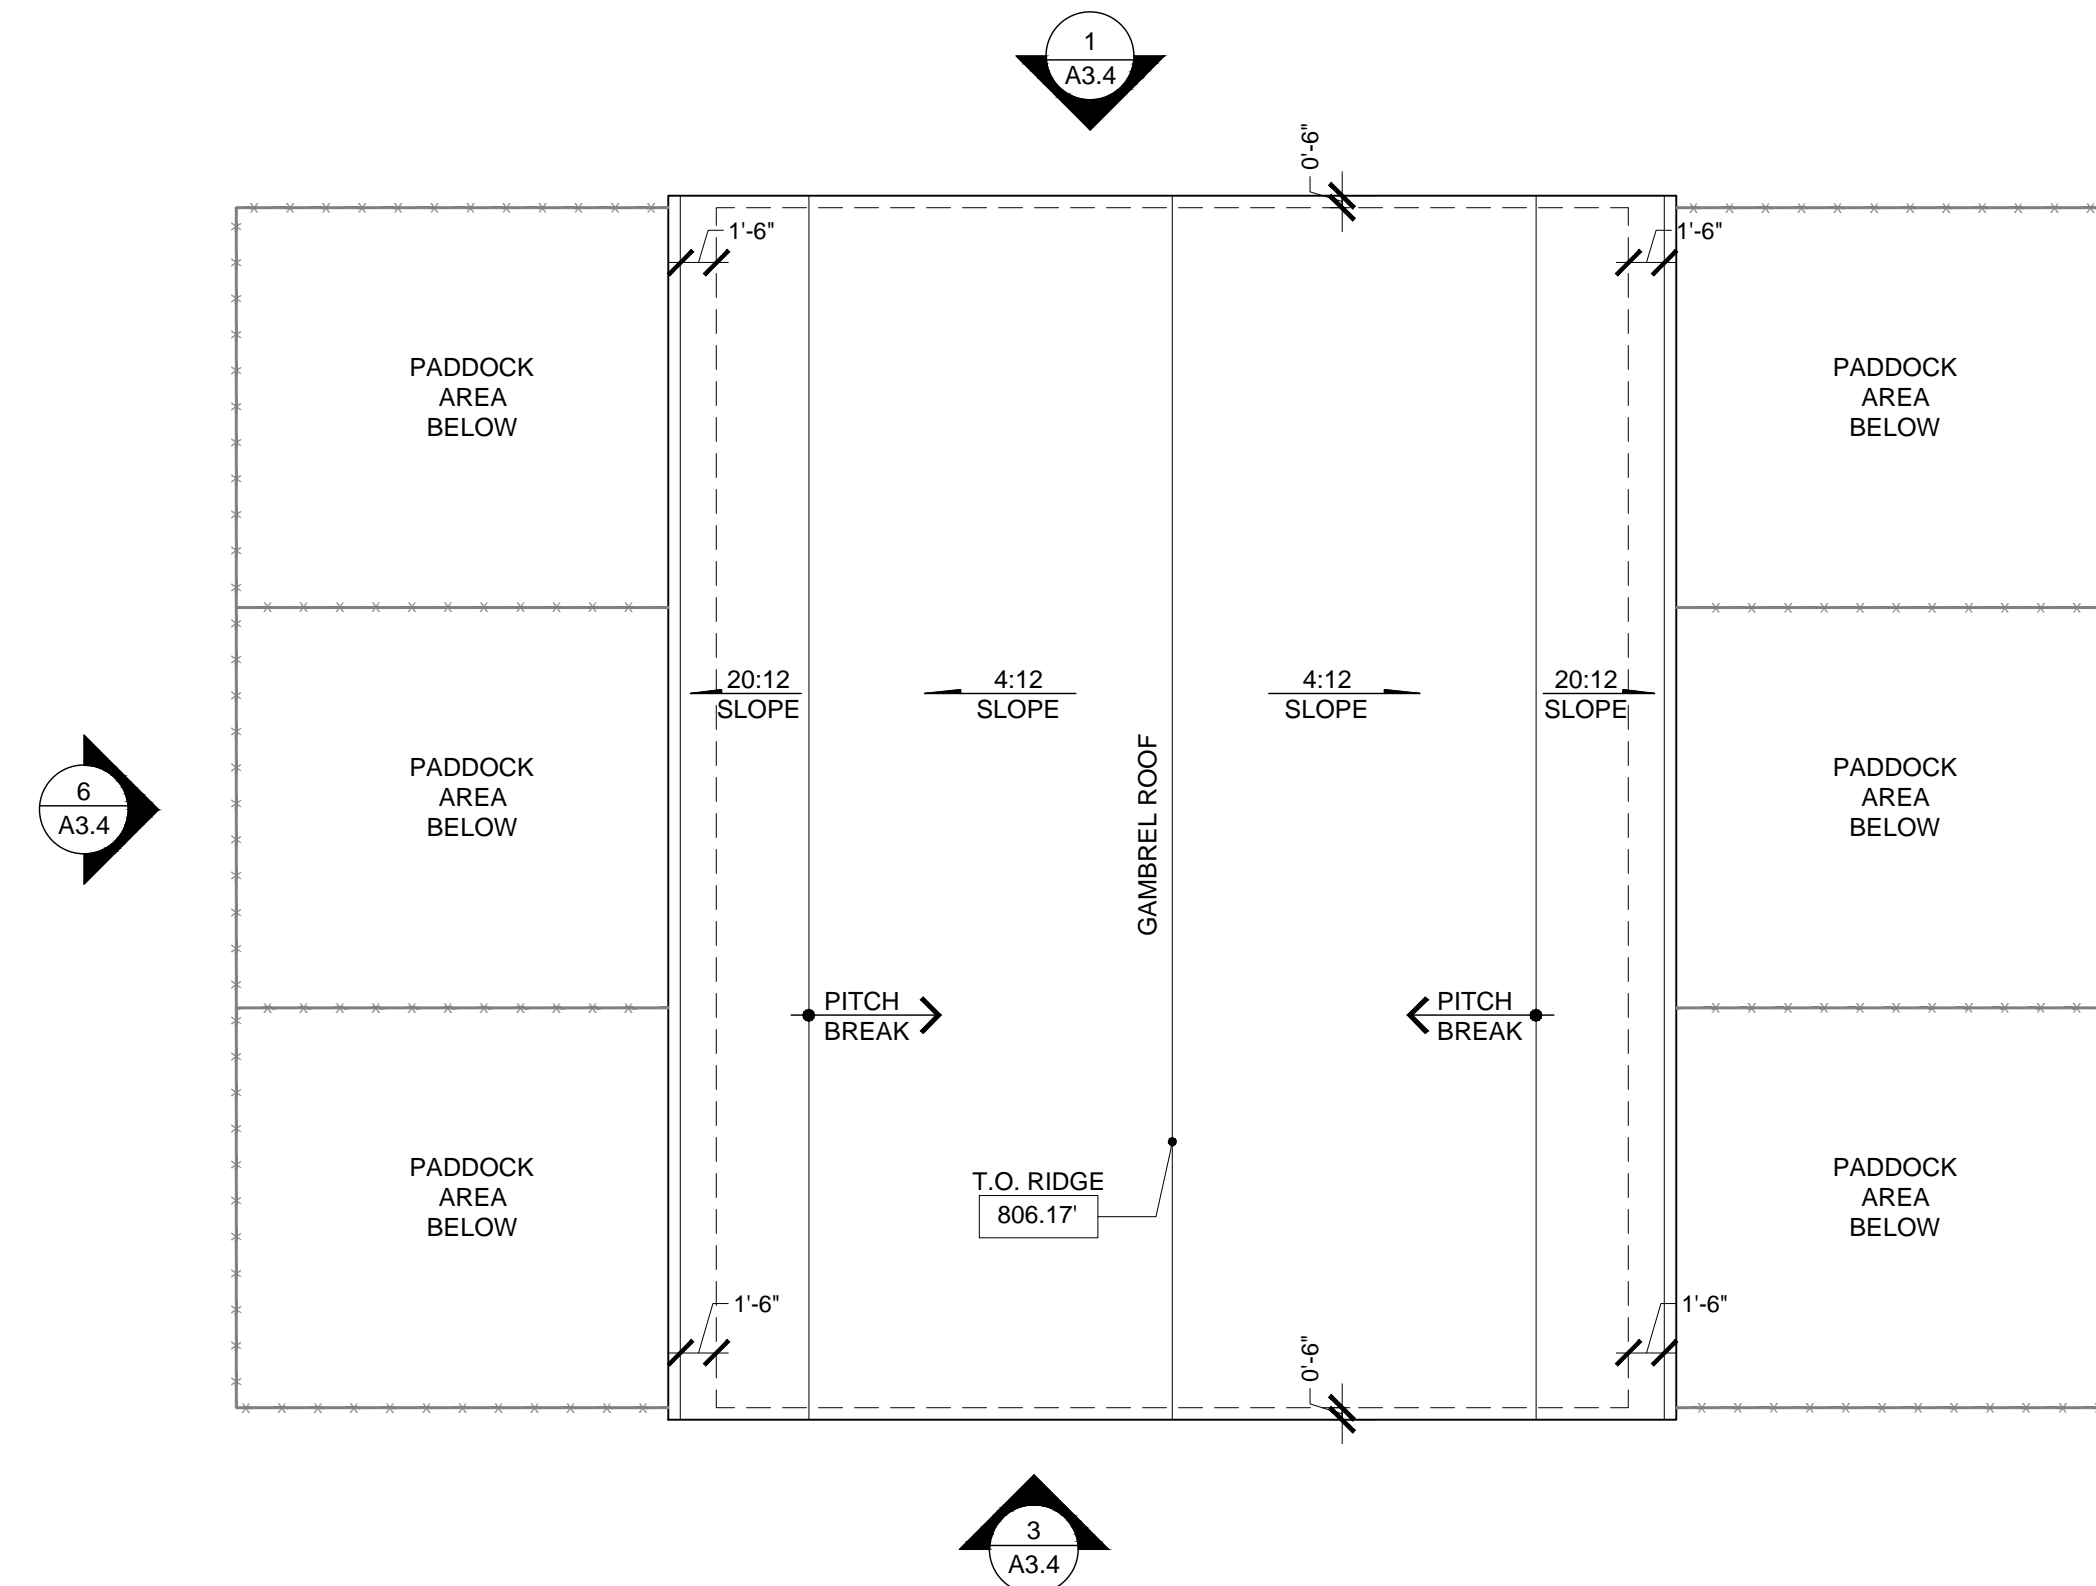 1
A3.4
0'-6"
1'-6"
1'-6"
PADDOCK
AREA
BELOW
PADDOCK
AREA
BELOW
20:12
SLOPE
4:12
SLOPE
4:12
SLOPE
20:12
SLOPE
GAMBREL ROOF
6
A3.4
PADDOCK
AREA
BELOW
PADDOCK
AREA
BELOW
PITCH
BREAK
PITCH
BREAK
PADDOCK
AREA
BELOW
T.O. RIDGE
806.17'
PADDOCK
AREA
BELOW
1'-6"
1'-6"
0'-6"
3
A3.4